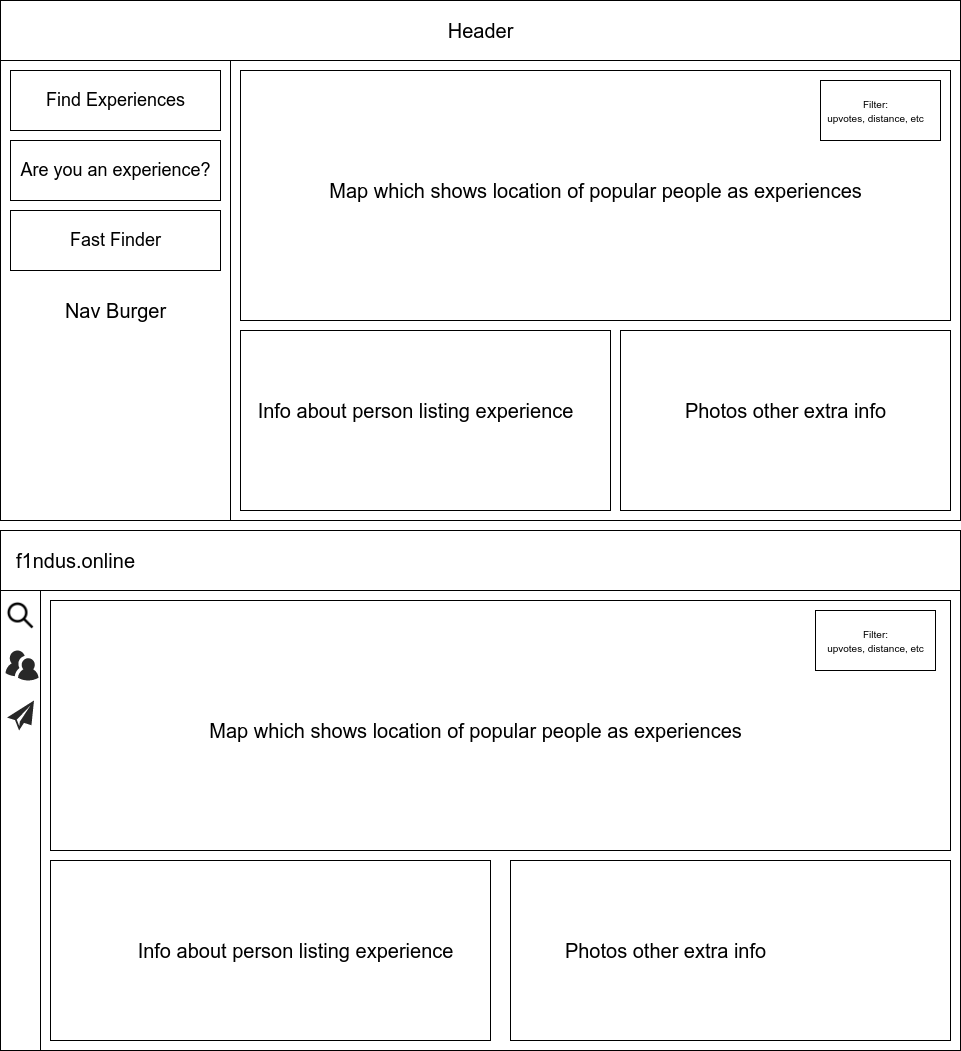 Header
Find Experiences
Are you an experience?
Fast Finder
Nav Burger
Filter:
upvotes, distance, etc
Map which shows location of popular people as experiences
Info about person listing experience
Photos other extra info
f1ndus.online
Filter:
upvotes, distance, etc
Map which shows location of popular people as experiences
Info about person listing experience
Photos other extra info